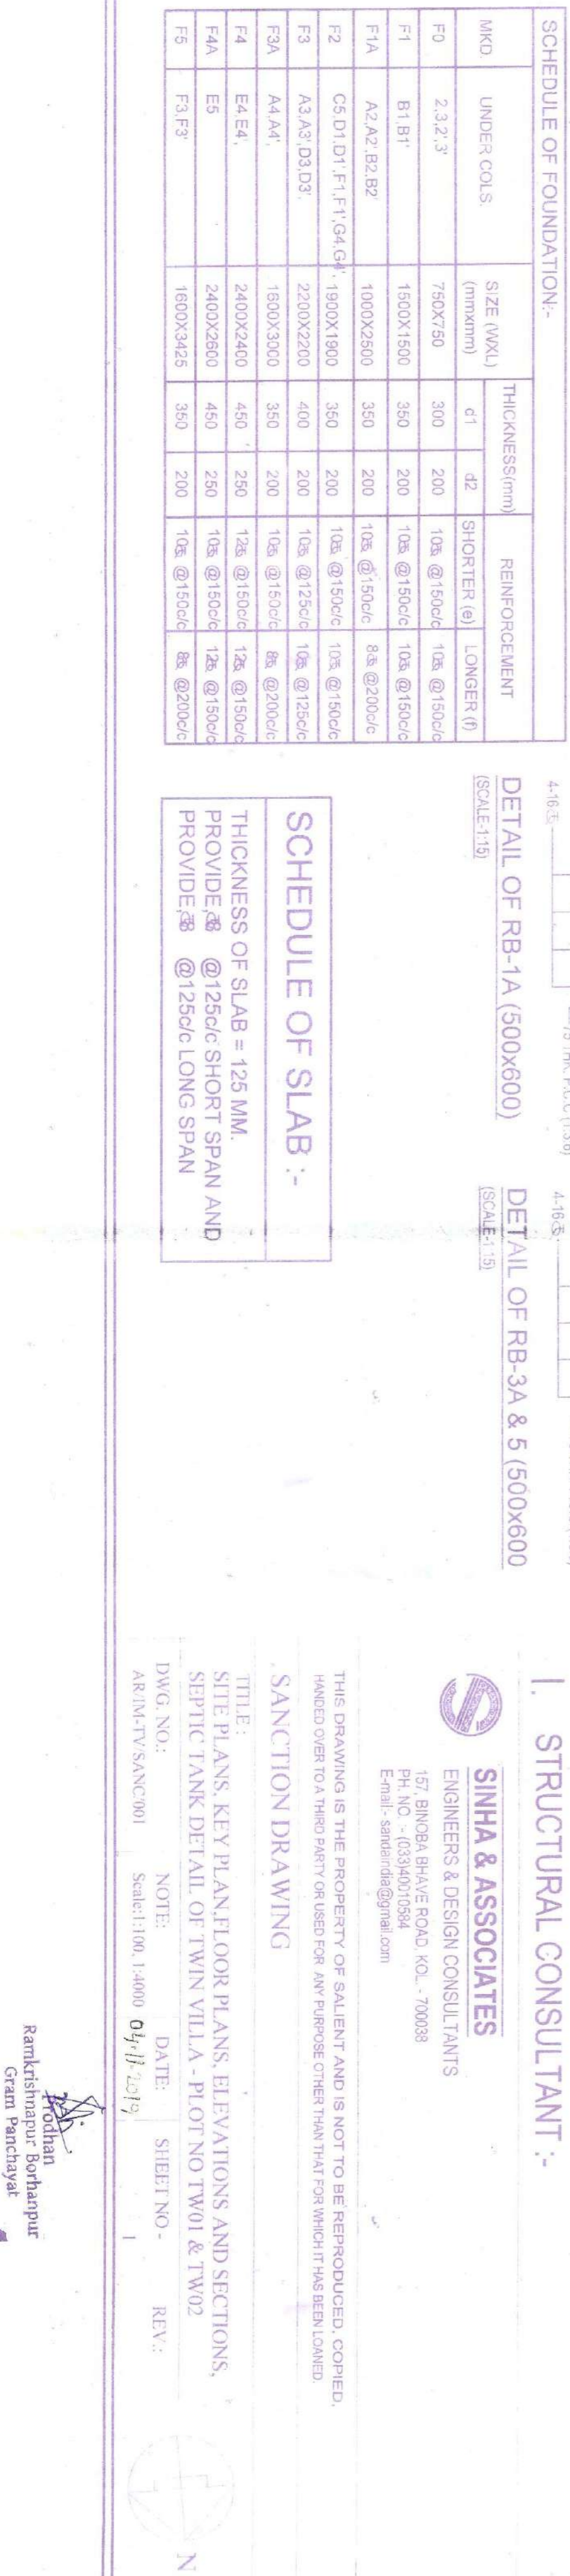 SCHEDULE OF FOUNDATION:-
MKD. UNDER COLS. SIZE (WXL) (mmxmm) THICKNESS(mm) REINFORCEMENT
d1 d2 SHORTER (e) LONGER (f)
F0 2,3,2',3' 750X750 300 200 10 @150c/c 10 @150c/c
F1 B1,B1' 1500X1500 350 200 10 @150c/c 10 @150c/c
F1A A2,A2',B2,B2' 1000X2500 350 200 10 @150c/c 8 @200c/c
F2 C5,D1,D1',F1,F1',G4,G4', 1900X1900 350 200 10 @150c/c 10 @150c/c
F3 A3,A3',D3,D3', 2200X2200 400 200 10 @125c/c 10 @125c/c
F3A A4,A4', 1600X3000 350 200 10 @150c/c 8 @200c/c
F4 E4,E4', 2400X2400 450 250 12 @150c/c 12 @150c/c
F4A E5 2400X2600 450 250 10 @150c/c 12 @150c/c
F5 F3,F3' 1600X3425 350 200 10 @150c/c 8 @200c/c
4-16
DETAIL OF RB-1A (500x600)
(SCALE-1:15)
4-16
DETAIL OF RB-3A & 5 (500x600
(SCALE-1:15)
SCHEDULE OF SLAB :-
THICKNESS OF SLAB = 125 MM.
PROVIDE @125c/c SHORT SPAN AND
PROVIDE @125c/c LONG SPAN
STRUCTURAL CONSULTANT :-
SINHA & ASSOCIATES
ENGINEERS & DESIGN CONSULTANTS
157, BINOBA BHAVE ROAD, KOL. - 700038
PH. NO. - (033)40010584
E-mail:- sandaindia@gmail.com
THIS DRAWING IS THE PROPERTY OF SALIENT AND IS NOT TO BE REPRODUCED, COPIED,
HANDED OVER TO A THIRD PARTY OR USED FOR ANY PURPOSE OTHER THAN THAT FOR WHICH IT HAS BEEN LOANED.
SANCTION DRAWING
TITLE :
SITE PLANS, KEY PLAN,FLOOR PLANS, ELEVATIONS AND SECTIONS,
SEPTIC TANK DETAIL OF TWIN VILLA - PLOT NO TW01 & TW02
DWG. NO.: NOTE: DATE: SHEET NO - REV.:
AR/IM-TV/SANC/001 Scale:1:100, 1:4000 04.11.2019 1
N
Prodhan
Ramkrishnapur Borhanpur
Gram Panchayat